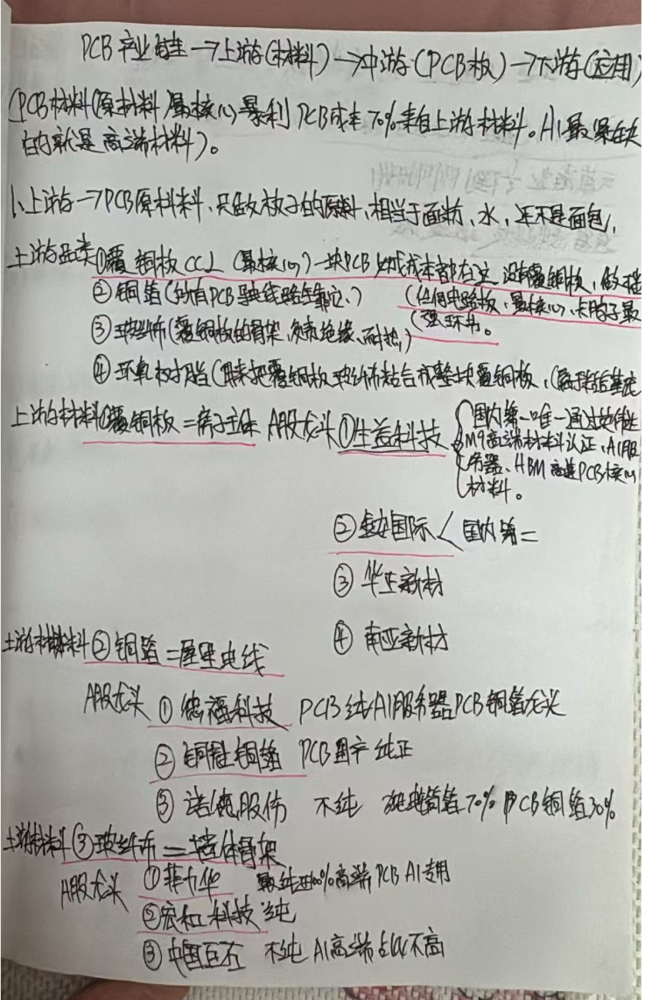 PCB产业链→上游(材料)→中游(PCB板)→下游(应用)
(PCB材料(原材料)最核心暴利 PCB成本70%来自上游材料。AI最紧缺
的就是高端材料)。
1、上游→PCB原料料、只做板子的原料,相当于面粉、水,还不是面包,
上游品类①覆铜板CCL(最核心)一块PCB 成成本都在这 没有覆铜板,做不出
②铜箔(所有PCB导电线路全靠它、) (任何电路板、最核心、卡脖子最
③玻纤布(覆铜板的骨架、负责绝缘、耐热) 强环节。
④环氧树脂(用来把覆铜板玻纤布粘合成整块覆铜板、(高端
上游材料①覆铜板=房子主体 A股龙头①生益科技 {国内第一唯一通过英伟达
M9高端材料认证,AI服
务器、HBM高速PCB核心
材料。
②金安国际<国内第二
③华正新材
④南亚新材
上游材料②铜箔=屋里电线
A股龙头①德福科技 PCB纯AI服务器PCB铜箔龙头
②铜冠铜箔 PCB国产纯正
③诺德股份 不纯 锂电铜箔70% PCB铜箔30%
上游材料③玻纤布=墙体骨架
A股龙头①菲力华 最纯正100%高端PCB AI专用
②宏和科技 纯
③中国巨石 不纯 AI高端占比不高